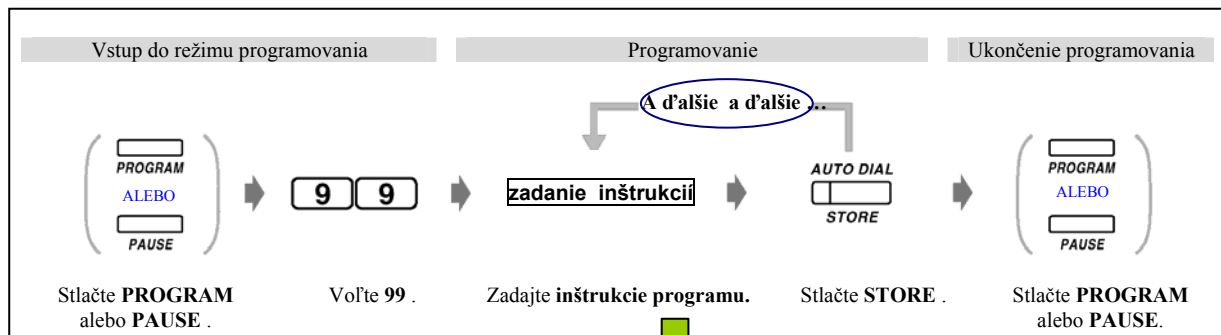 Vstup do režimu programovania
Programovanie
Ukončenie programovania
A ďalšie a ďalšie …
PROGRAM
ALEBO
PAUSE
9 9
zadanie inštrukcií
AUTO DIAL
STORE
PROGRAM
ALEBO
PAUSE
Stlačte PROGRAM
alebo PAUSE .
Voľte 99 .
Zadajte inštrukcie programu.
Stlačte STORE .
Stlačte PROGRAM
alebo PAUSE.